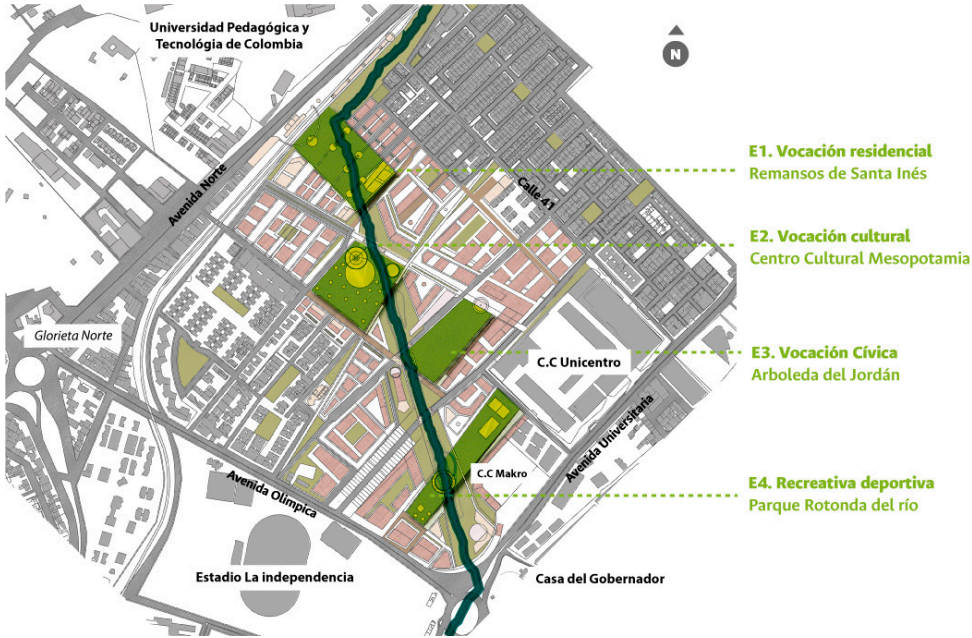 Universidad Pedagógica y
Tecnológia de Colombia
N
E1. Vocación residencial
Remansos de Santa Inés
Calle 41
Avenida Norte
E2. Vocación cultural
Centro Cultural Mesopotamia
Glorieta Norte
C.C Unicentro
E3. Vocación Cívica
Arboleda del Jordán
Avenida Universitaria
C.C Makro
Avenida Olimpica
E4. Recreativa deportiva
Parque Rotonda del río
Estadio La independencia
Casa del Gobernador